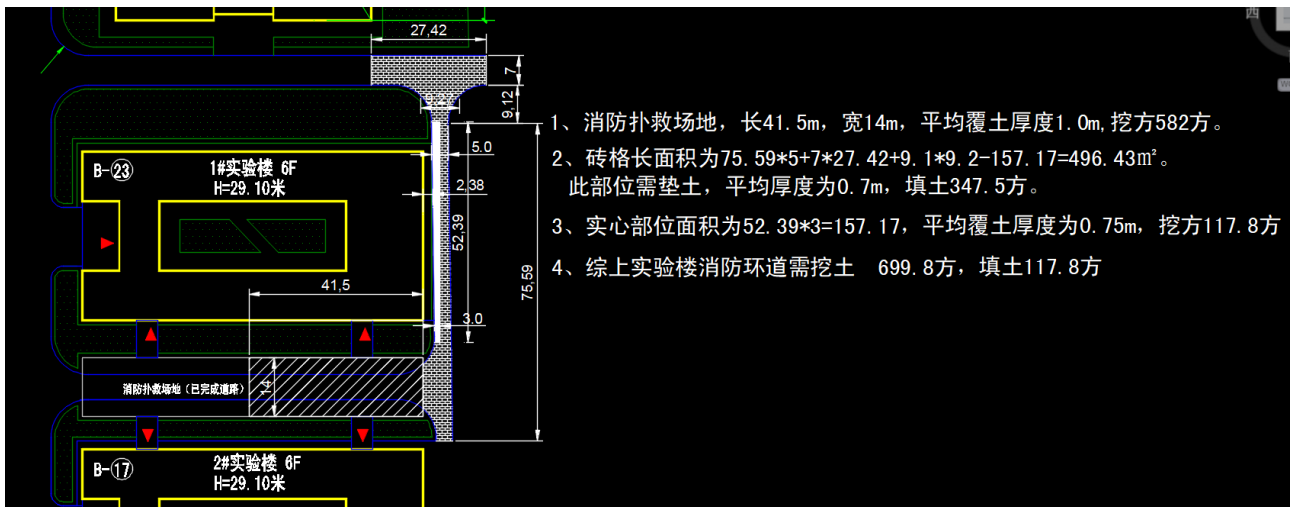 西
27,42
7
9,12
5.0
2,38
52,39
75,59
3.0
41,5
14
B-㉓
1#实验楼 6F
H=29.10米
消防扑救场地（已完成道路）
B-⑰
2#实验楼 6F
H=29.10米
1、消防扑救场地，长41.5m，宽14m，平均覆土厚度1.0m,挖方582方。
2、砖格长面积为75.59*5+7*27.42+9.1*9.2-157.17=496.43㎡。
此部位需垫土，平均厚度为0.7m，填土347.5方。
3、实心部位面积为52.39*3=157.17，平均覆土厚度为0.75m，挖方117.8方
4、综上实验楼消防环道需挖土 699.8方，填土117.8方